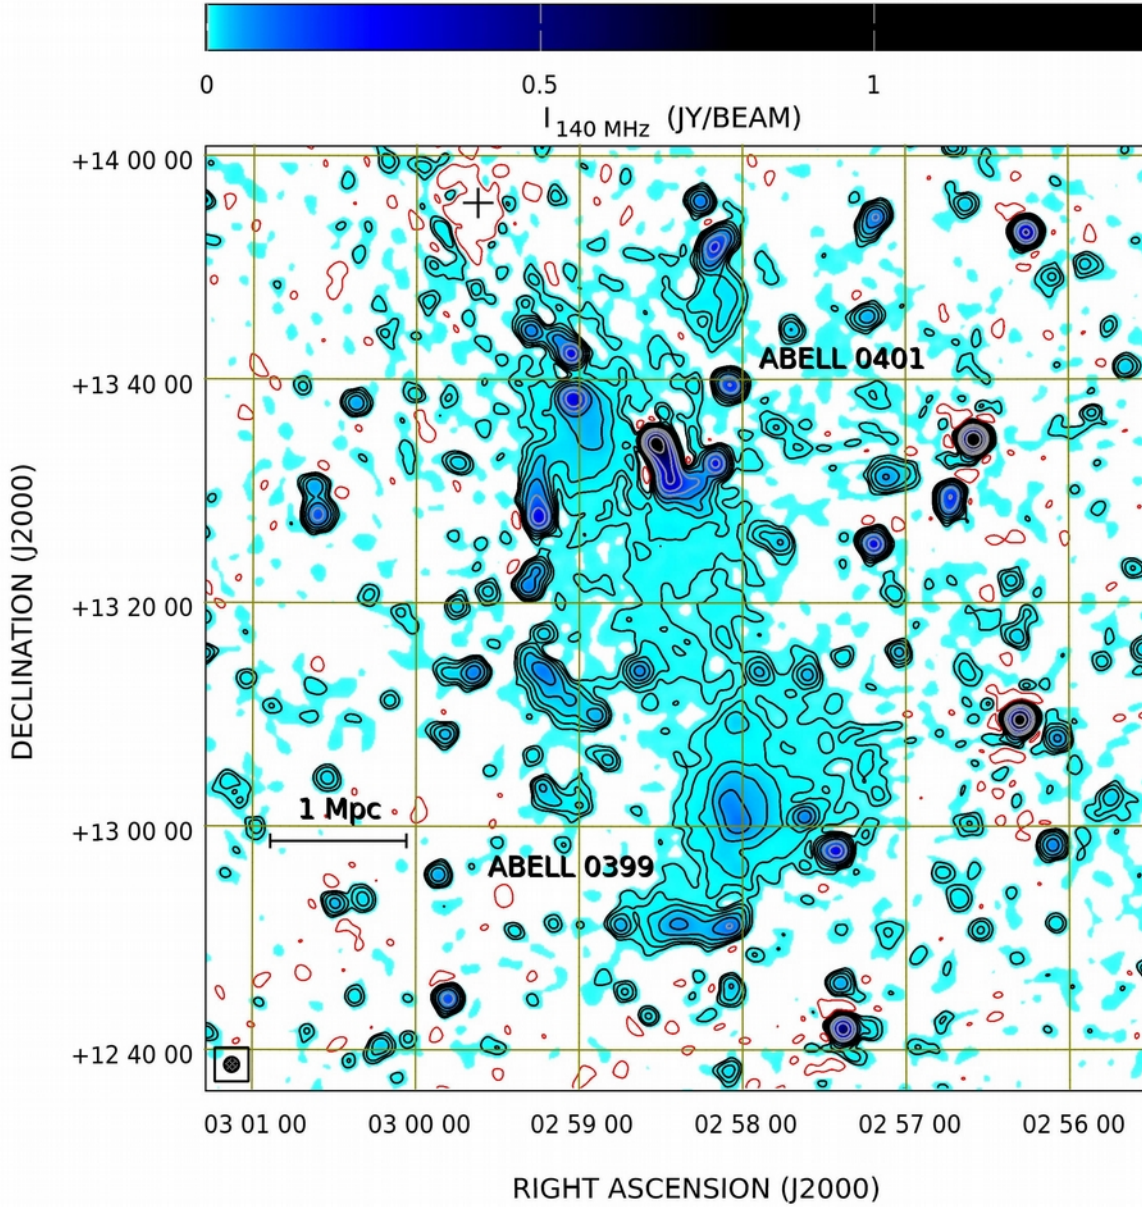 0 0.5 1
I 140 MHz (JY/BEAM)
+14 00 00
ABELL 0401
+13 40 00
DECLINATION (J2000)
+13 20 00
1 Mpc
+13 00 00
ABELL 0399
+12 40 00
03 01 00 03 00 00 02 59 00 02 58 00 02 57 00 02 56 00
RIGHT ASCENSION (J2000)